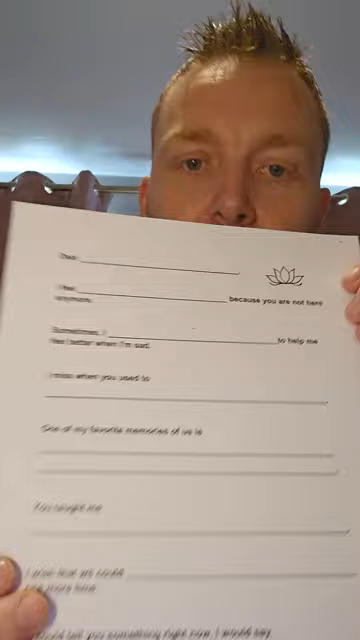 Dear
I feel because you are not here
anymore.
Sometimes, I to help me
feel better when I'm sad.
I miss when you used to
One of my favorite memories of us is
You taught me
I wish that we could
one more time.
could tell you something right now, I would say